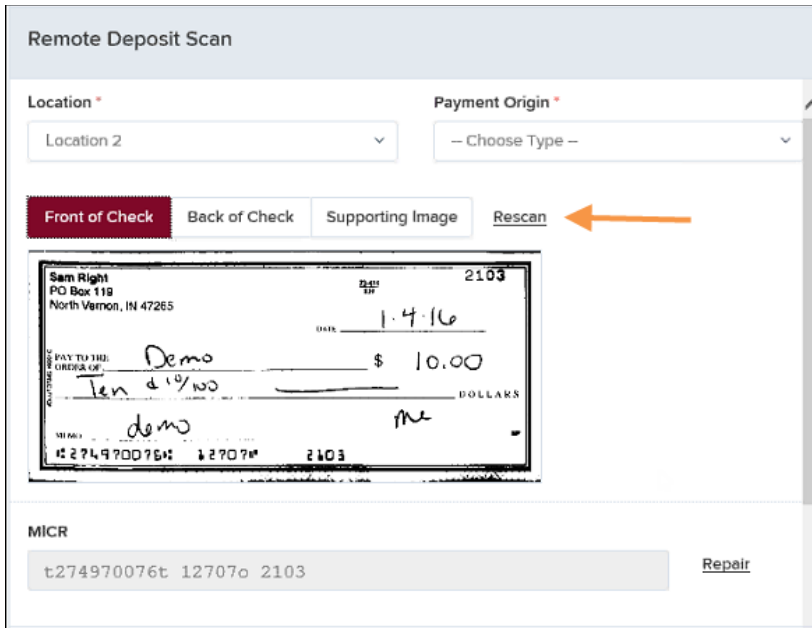 Remote Deposit Scan
Location * Payment Origin *
Location 2 -- Choose Type --
Front of Check Back of Check Supporting Image Rescan
Sam Right 2103
PO Box 119
North Vernon, IN 47265
DATE 1·4·16
PAY TO THE
ORDER OF Demo $ 10.00
Ten & 10/100 DOLLARS
MEMO demo me
⑆274970076⑆ 12707⑈ 2103
MICR
t274970076t 12707o 2103 Repair